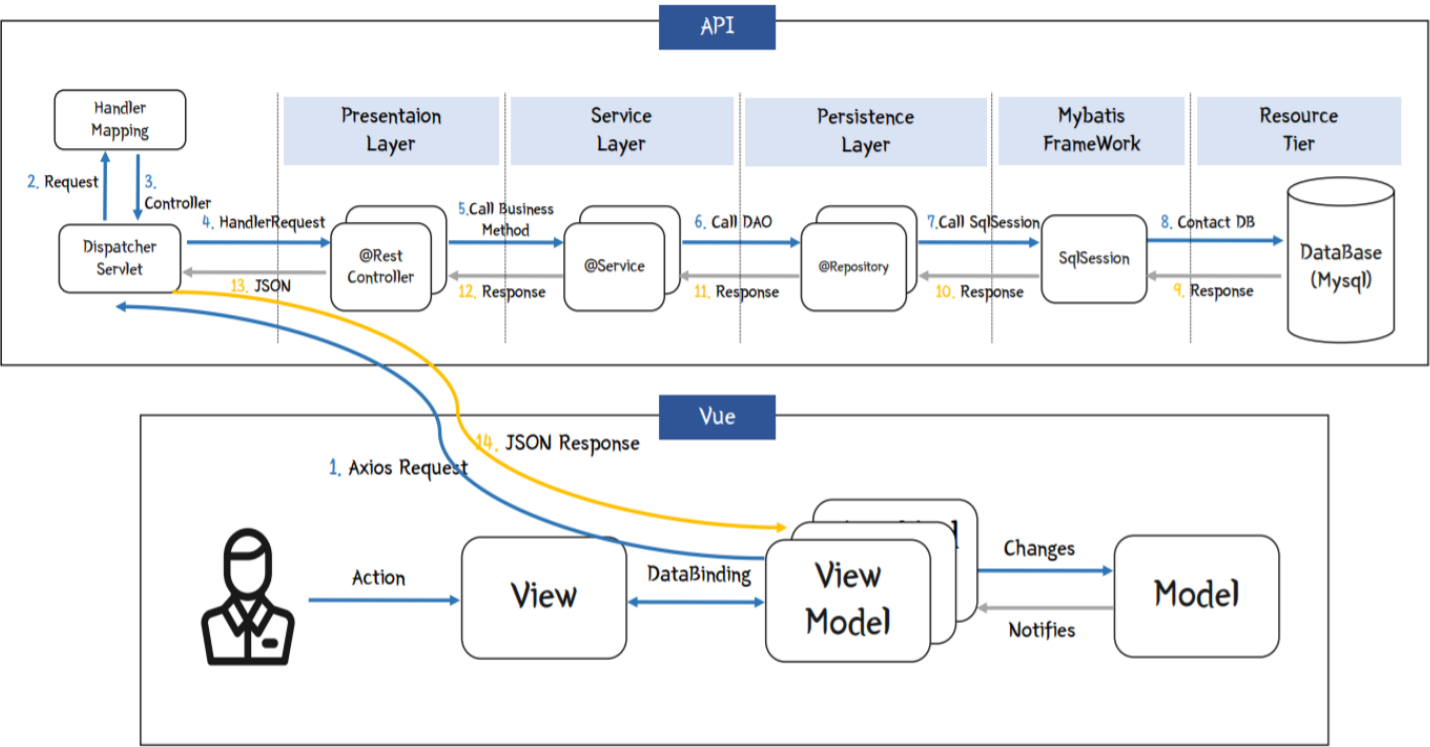 API
Handler
Mapping
Presentaion
Layer
Service
Layer
Persistence
Layer
Mybatis
FrameWork
Resource
Tier
2. Request
3.
Controller
4. HandlerRequest
5.Call Business
Method
6. Call DAO
7.Call SqlSession
8. Contact DB
Dispatcher
Servlet
@Rest
Controller
@Service
@Repository
SqlSession
DataBase
(Mysql)
13. JSON
12. Response
11. Response
10. Response
9. Response
Vue
14. JSON Response
1. Axios Request
Action
View
DataBinding
View
Model
Changes
Notifies
Model